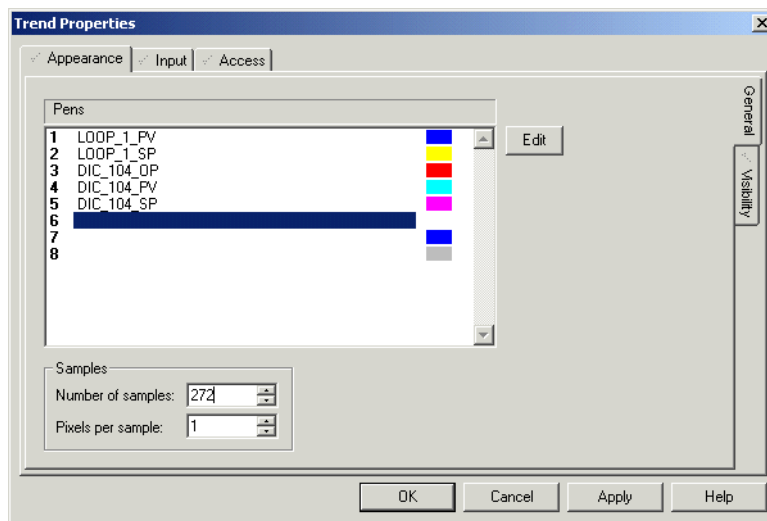 Trend Properties
Appearance Input Access
General
Visibility
Pens
1 LOOP_1_PV
2 LOOP_1_SP
3 DIC_104_OP
4 DIC_104_PV
5 DIC_104_SP
6
7
8
Edit
Samples
Number of samples: 272
Pixels per sample: 1
OK Cancel Apply Help